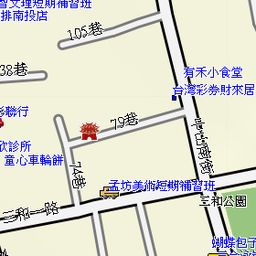 智文理短期補習班
排南投店
105巷
38巷
有禾小食堂
台灣彩券財來居
彩聯行
79巷
欣診所
童心車輪餅
中山南街
74巷
孟坊美術短期補習班
三和一路
三和公園
蝴蝶包子